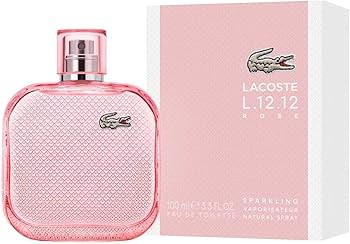 LACOSTE
L.12.12
ROSE
SPARKLING
100 ml ℮ 3.3 FL.OZ.
EAU DE TOILETTE
VAPORISATEUR
NATURAL SPRAY